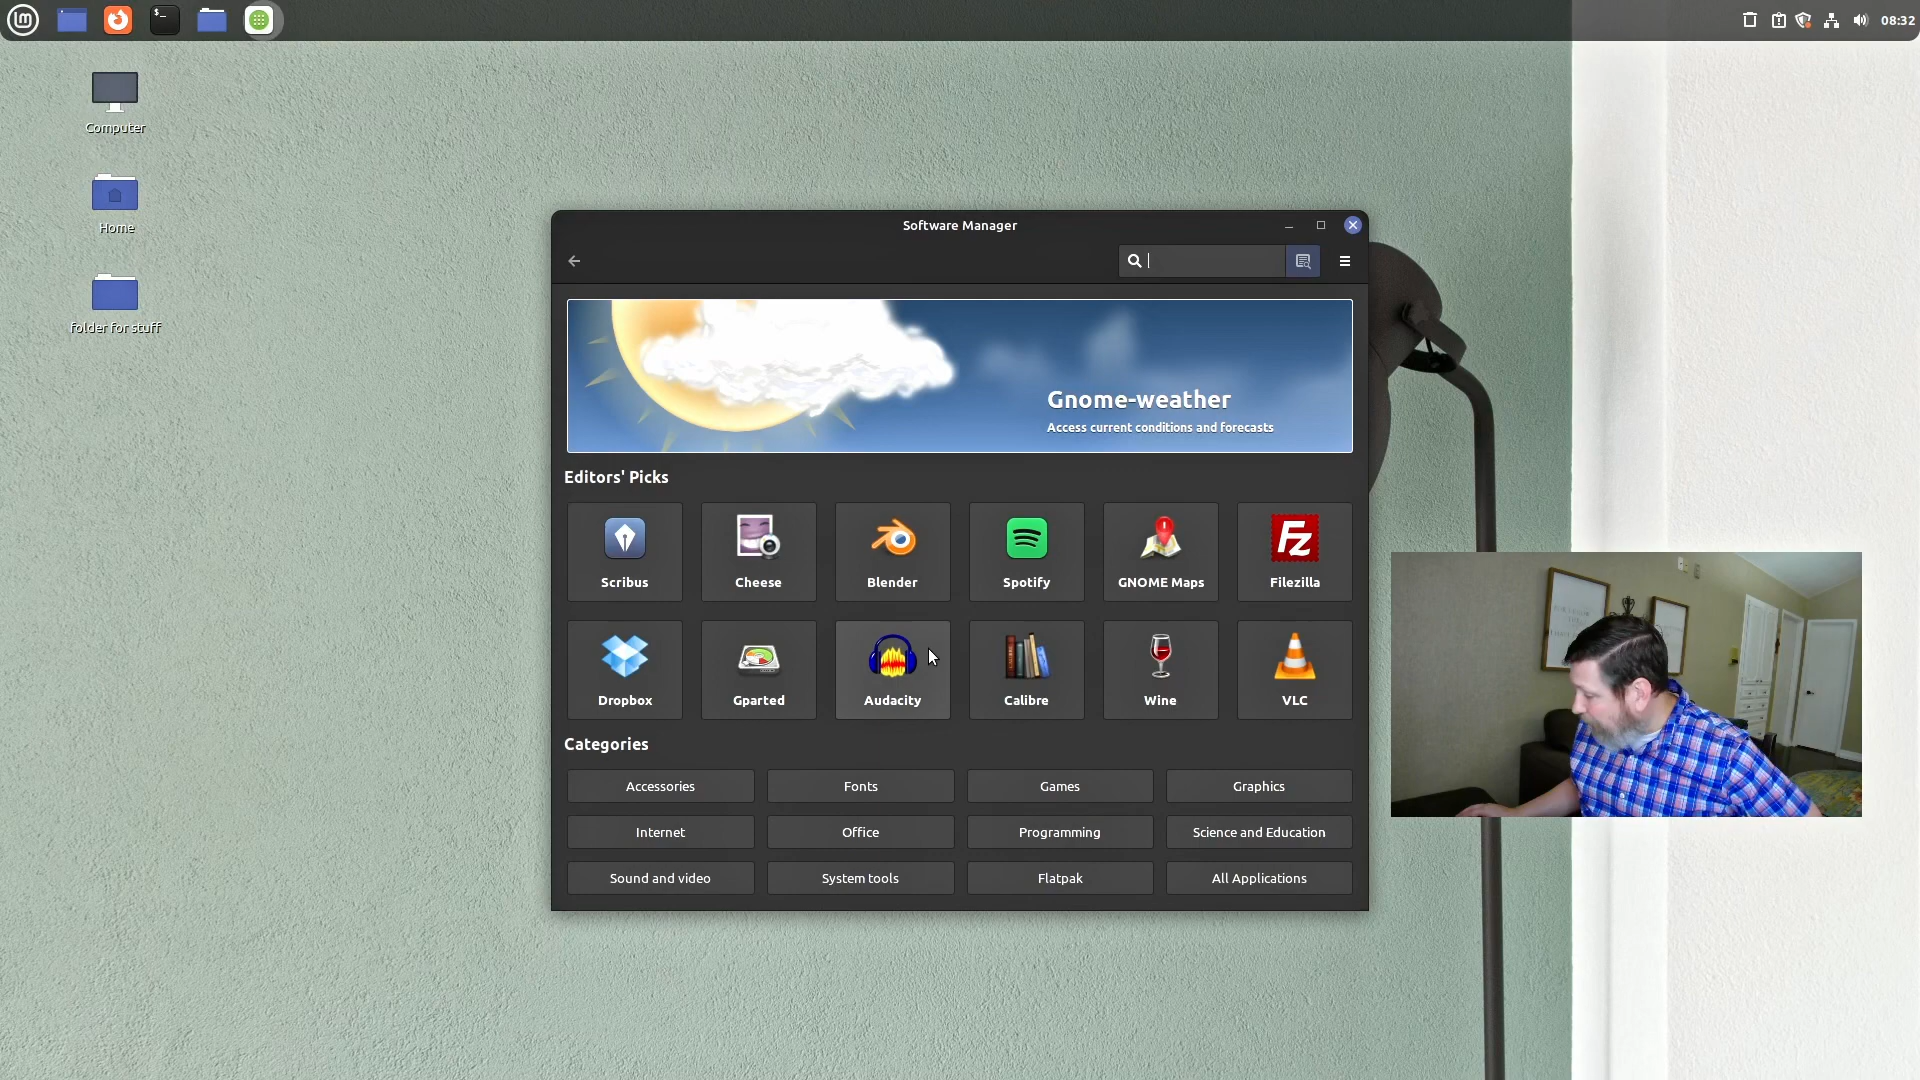 08:32
Computer
Home
folder for stuff
Software Manager
Gnome-weather
Access current conditions and forecasts
Editors' Picks
Scribus
Cheese
Blender
Spotify
GNOME Maps
Fz
Filezilla
Dropbox
Gparted
Audacity
Calibre
Wine
VLC
Categories
Accessories
Fonts
Games
Graphics
Internet
Office
Programming
Science and Education
Sound and video
System tools
Flatpak
All Applications